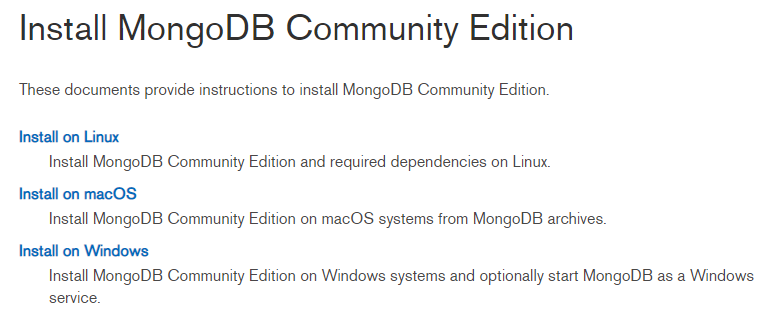 Install MongoDB Community Edition
These documents provide instructions to install MongoDB Community Edition.
Install on Linux
Install MongoDB Community Edition and required dependencies on Linux.
Install on macOS
Install MongoDB Community Edition on macOS systems from MongoDB archives.
Install on Windows
Install MongoDB Community Edition on Windows systems and optionally start MongoDB as a Windows
service.